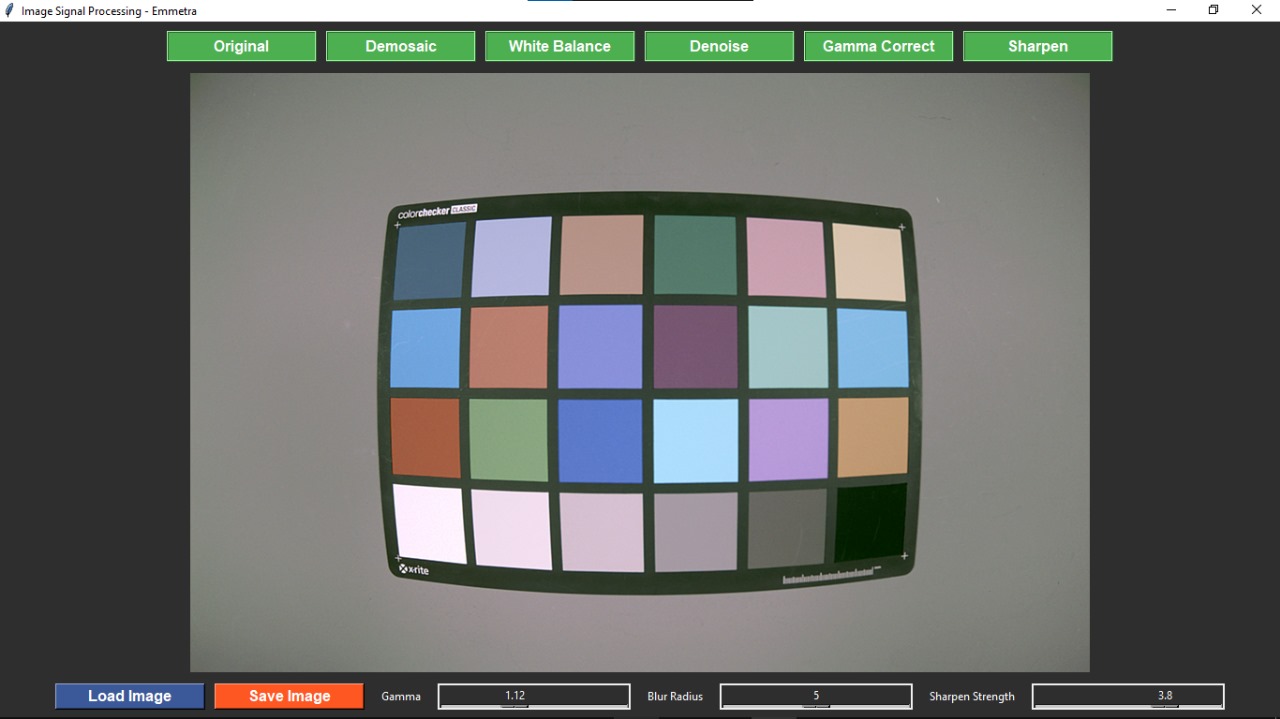 Image Signal Processing - Emmetra
Original
Demosaic
White Balance
Denoise
Gamma Correct
Sharpen
colorchecker CLASSIC
x-rite
Load Image
Save Image
Gamma
1.12
Blur Radius
5
Sharpen Strength
3.8